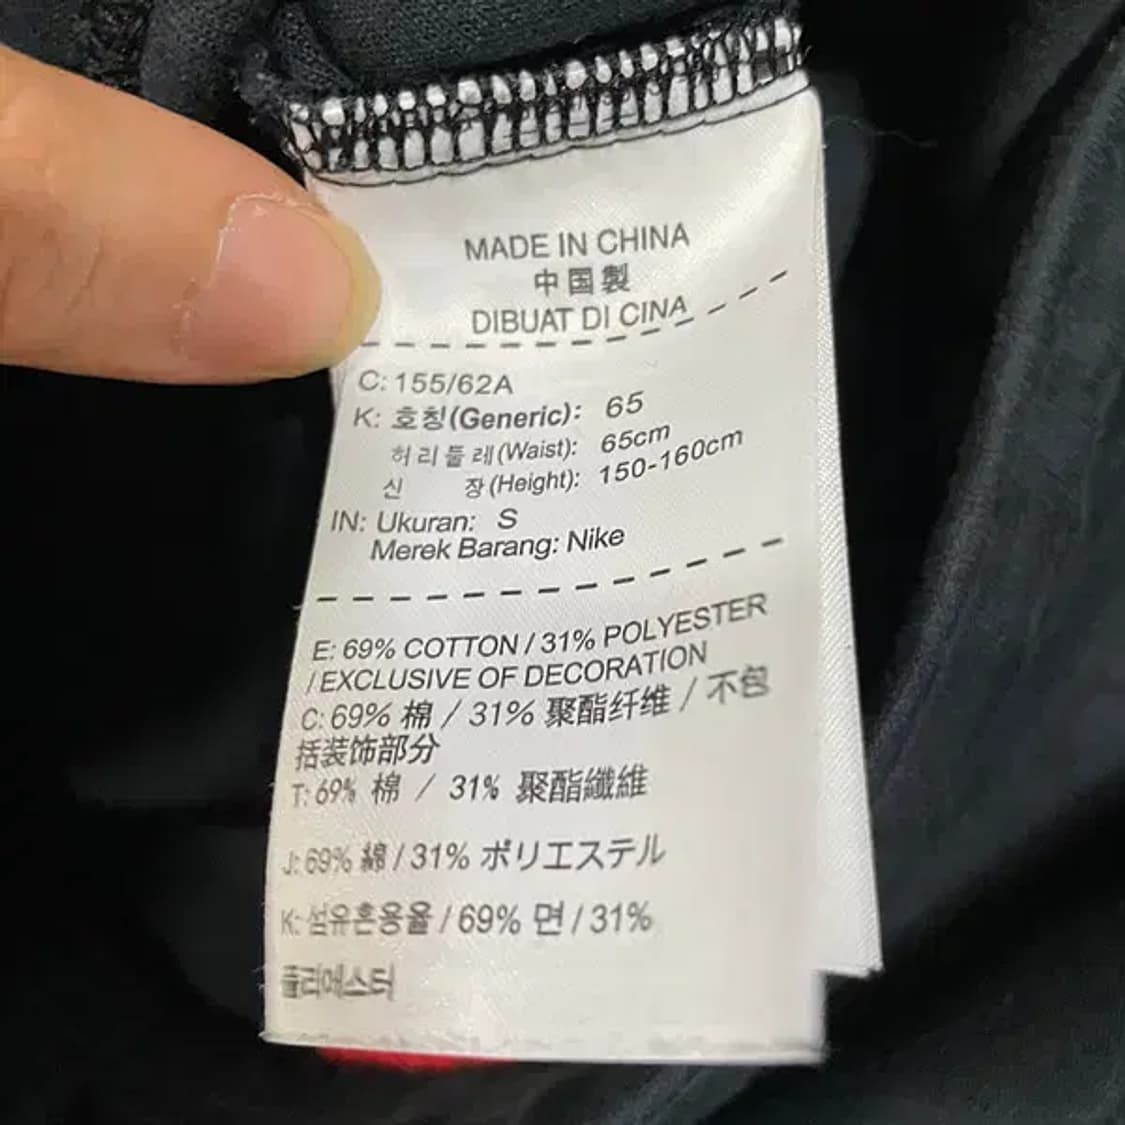 MADE IN CHINA
中国製
DIBUAT DI CINA
C: 155/62A
K: 호칭(Generic): 65
허리둘레(Waist): 65cm
신 장(Height): 150-160cm
IN: Ukuran: S
Merek Barang: Nike
E: 69% COTTON / 31% POLYESTER
/ EXCLUSIVE OF DECORATION
C: 69% 棉 / 31% 聚酯纤维 / 不包
括装饰部分
T: 69% 棉 / 31% 聚酯纖維
J: 69% 綿 / 31% ポリエステル
K: 섬유혼용율 / 69% 면 / 31%
폴리에스터